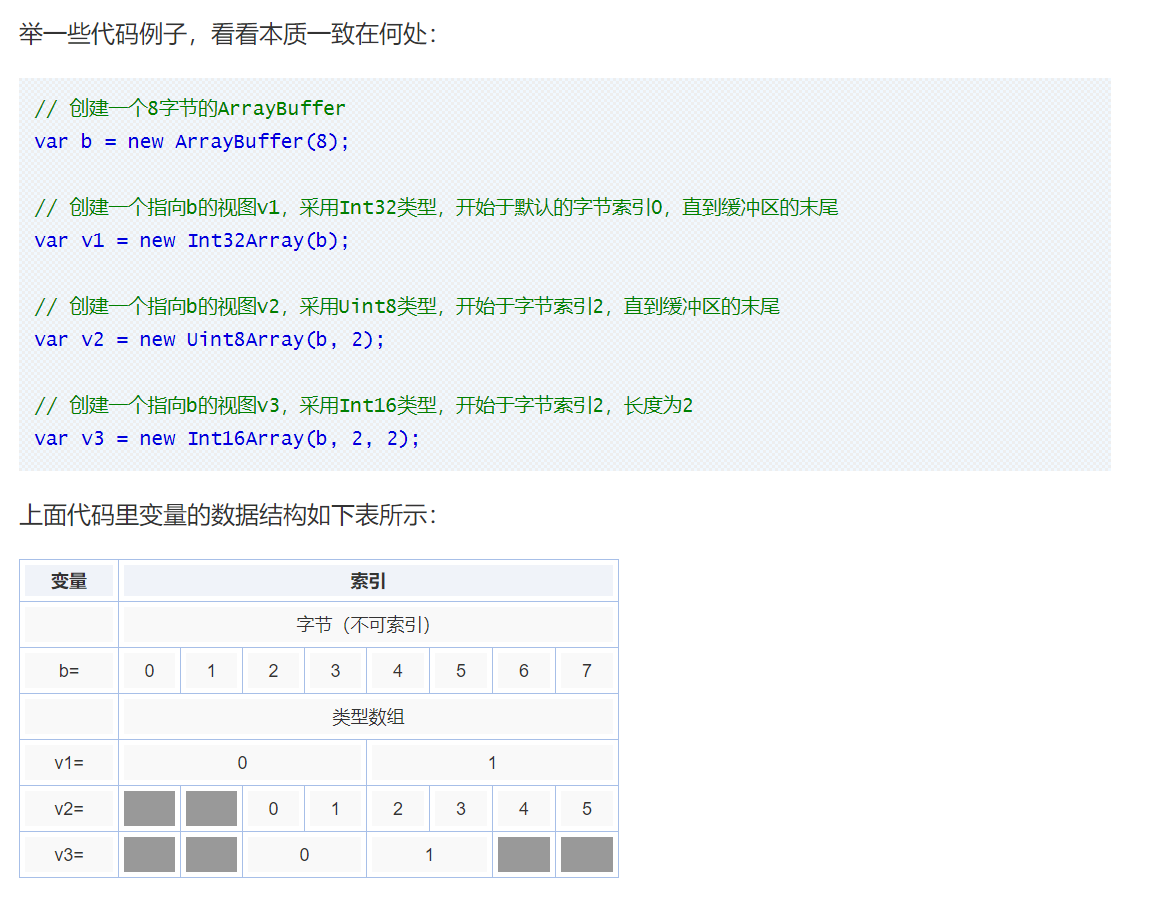 举一些代码例子，看看本质一致在何处：
// 创建一个8字节的ArrayBuffer
var b = new ArrayBuffer(8);
// 创建一个指向b的视图v1，采用Int32类型，开始于默认的字节索引0，直到缓冲区的末尾
var v1 = new Int32Array(b);
// 创建一个指向b的视图v2，采用Uint8类型，开始于字节索引2，直到缓冲区的末尾
var v2 = new Uint8Array(b, 2);
// 创建一个指向b的视图v3，采用Int16类型，开始于字节索引2，长度为2
var v3 = new Int16Array(b, 2, 2);
上面代码里变量的数据结构如下表所示：
变量 索引
字节（不可索引）
b= 0 1 2 3 4 5 6 7
类型数组
v1= 0 1
v2= 0 1 2 3 4 5
v3= 0 1